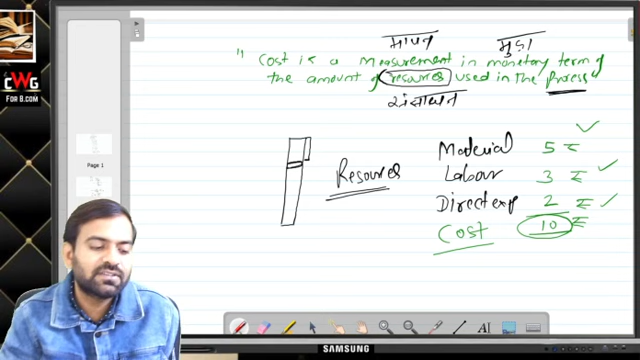 मापन मुद्रा
" Cost is a Measurement in monetary term of
the amount of resources used in the Process"
संसाधन
Material 5 ₹
Labour 3 ₹
Resources
Direct exp 2 ₹
Cost 10 ₹
CWG
FOR B.COM
Page 1
AI
SAMSUNG